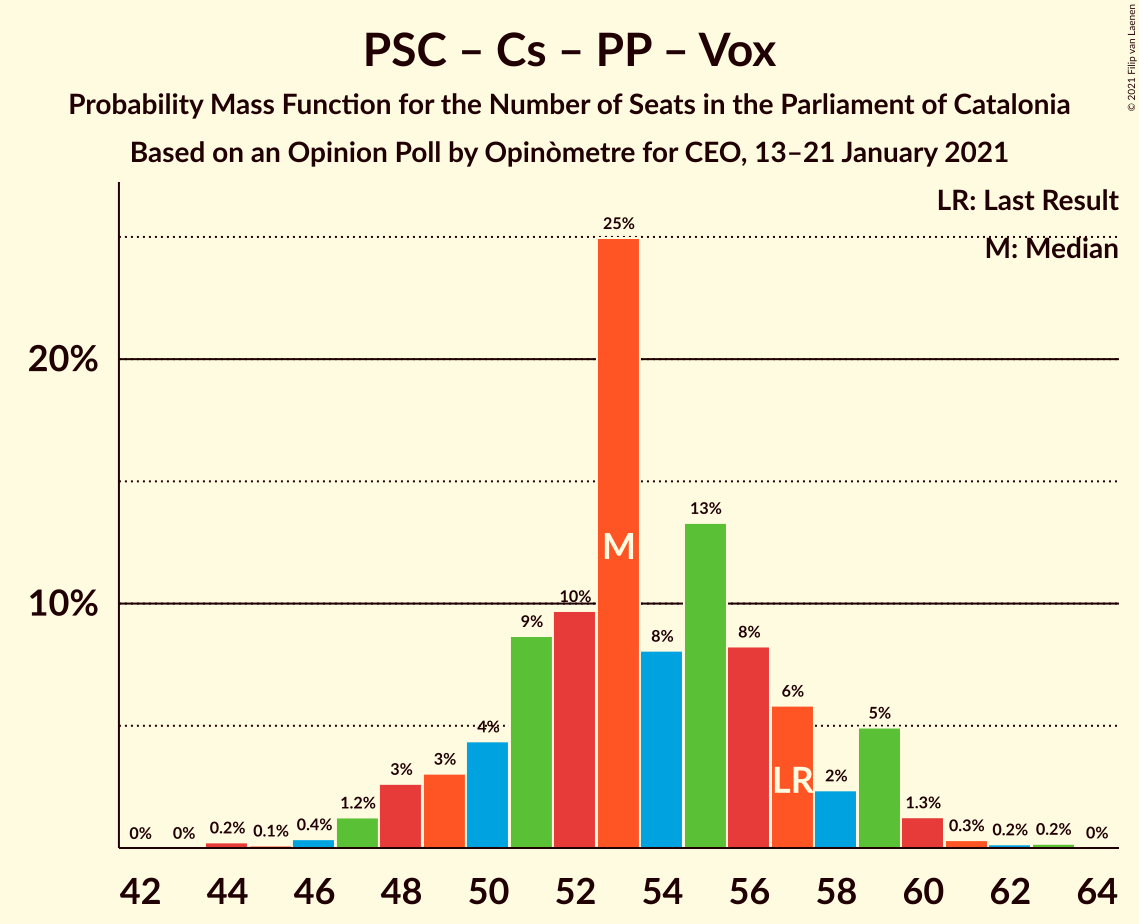 PSC – Cs – PP – Vox
Probability Mass Function for the Number of Seats in the Parliament of Catalonia
Based on an Opinion Poll by Opinòmetre for CEO, 13–21 January 2021
© 2021 Filip van Laenen
LR: Last Result
M: Median
20%
10%
0% 0% 0.2% 0.1% 0.4% 1.2% 3% 3% 4% 9% 10% 25% 8% 13% 8% 6% 2% 5% 1.3% 0.3% 0.2% 0.2% 0%
M
LR
42 44 46 48 50 52 54 56 58 60 62 64